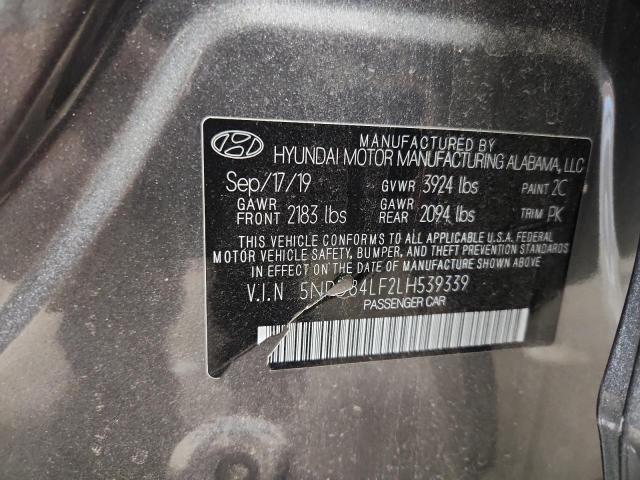 MANUFACTURED BY
HYUNDAI MOTOR MANUFACTURING ALABAMA, LLC
Sep/17/19 GVWR 3924 lbs PAINT 2C
GAWR FRONT 2183 lbs GAWR REAR 2094 lbs TRIM PK
THIS VEHICLE CONFORMS TO ALL APPLICABLE U.S.A. FEDERAL
MOTOR VEHICLE SAFETY, BUMPER, AND THEFT PREVENTION STANDARDS
IN EFFECT ON THE DATE OF MANUFACTURE SHOWN ABOVE.
V.I.N
PASSENGER CAR